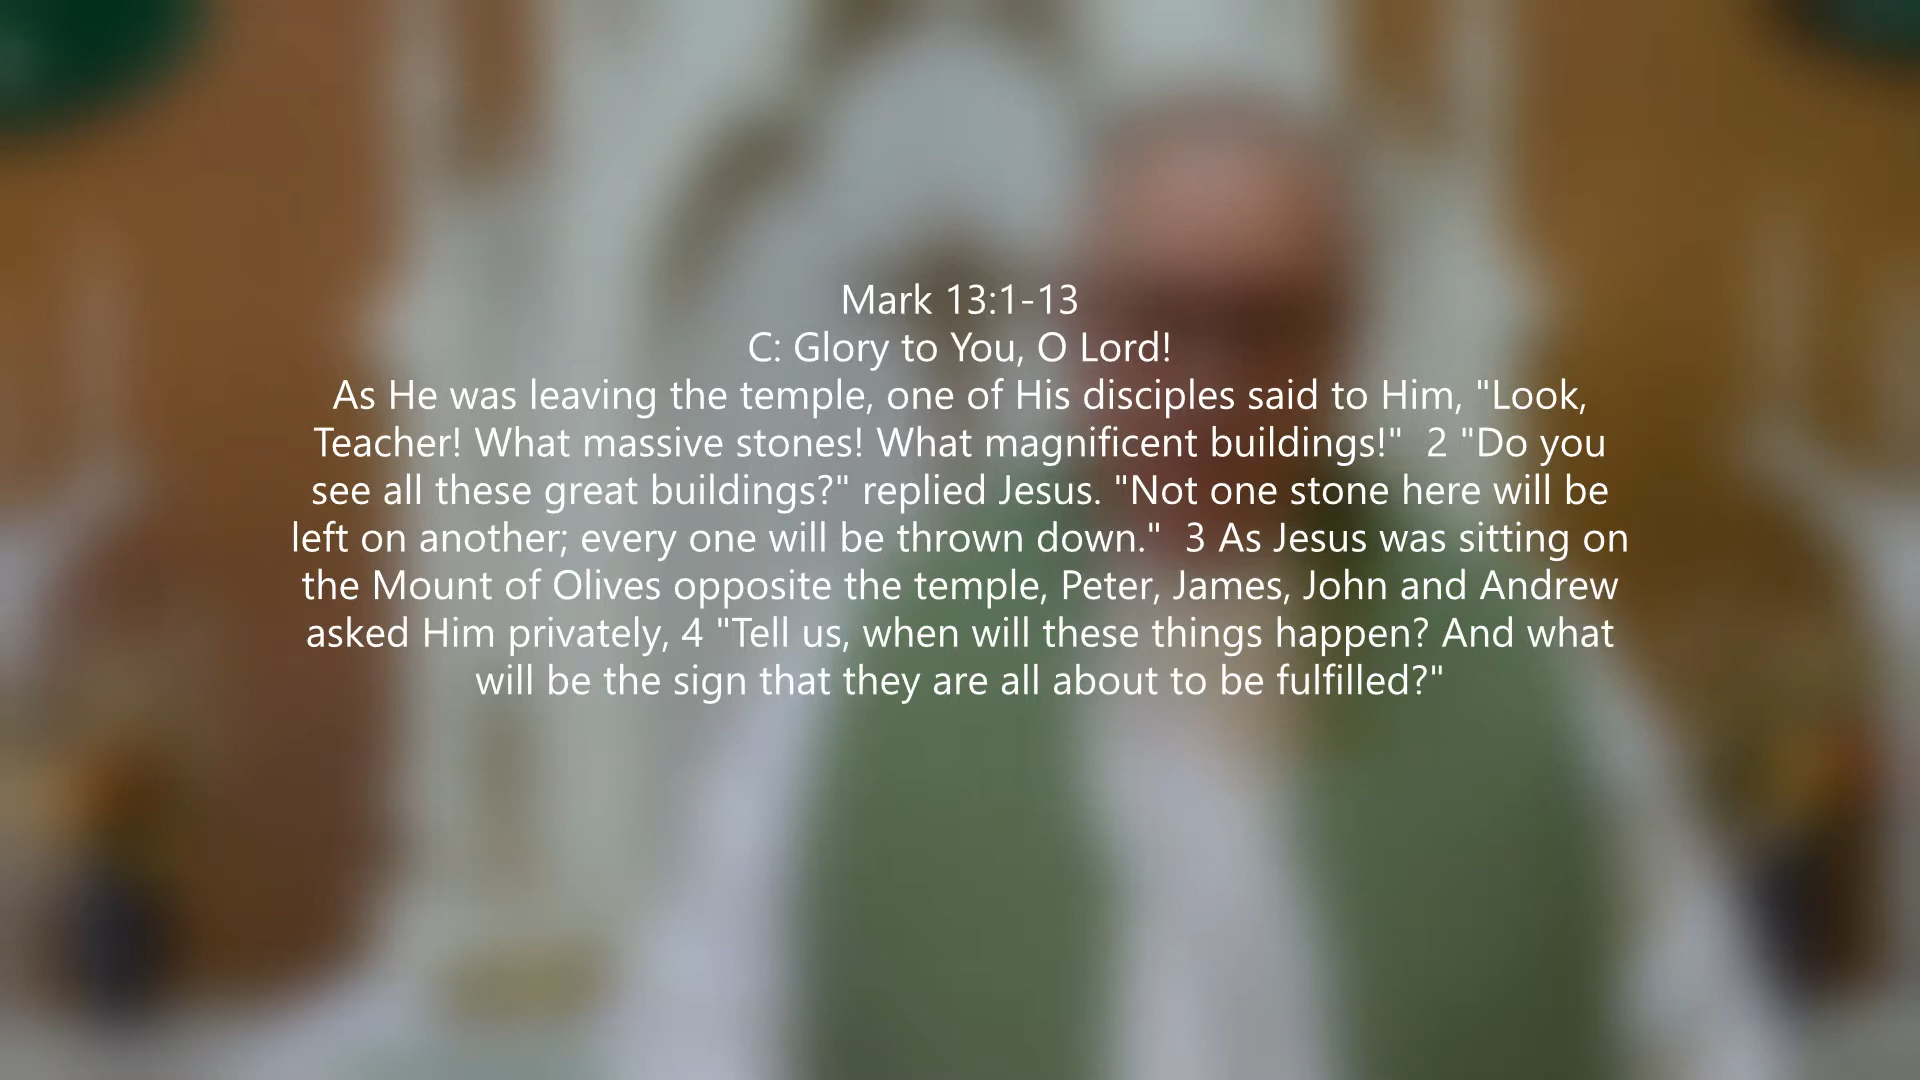 Mark 13:1-13
C: Glory to You, O Lord!
As He was leaving the temple, one of His disciples said to Him, "Look,
Teacher! What massive stones! What magnificent buildings!"  2 "Do you
see all these great buildings?" replied Jesus. "Not one stone here will be
left on another; every one will be thrown down."  3 As Jesus was sitting on
the Mount of Olives opposite the temple, Peter, James, John and Andrew
asked Him privately, 4 "Tell us, when will these things happen? And what
will be the sign that they are all about to be fulfilled?"